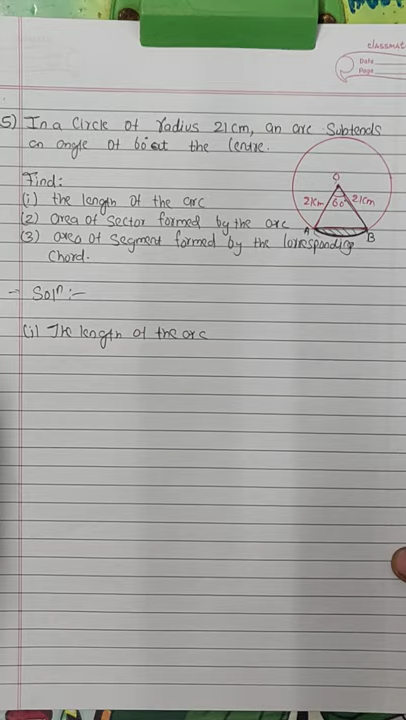 classmate
Date
Page
5) In a Circle of radius 21cm, an arc Subtends
an angle of 60° at the Centre.
Find:
(i) the length of the arc
(2) area of sector formed by the arc
(3) area of segment formed by the corresponding
Chord.
O
21cm 60° 21cm
A B
→ Solⁿ:-
(i) The length of the arc